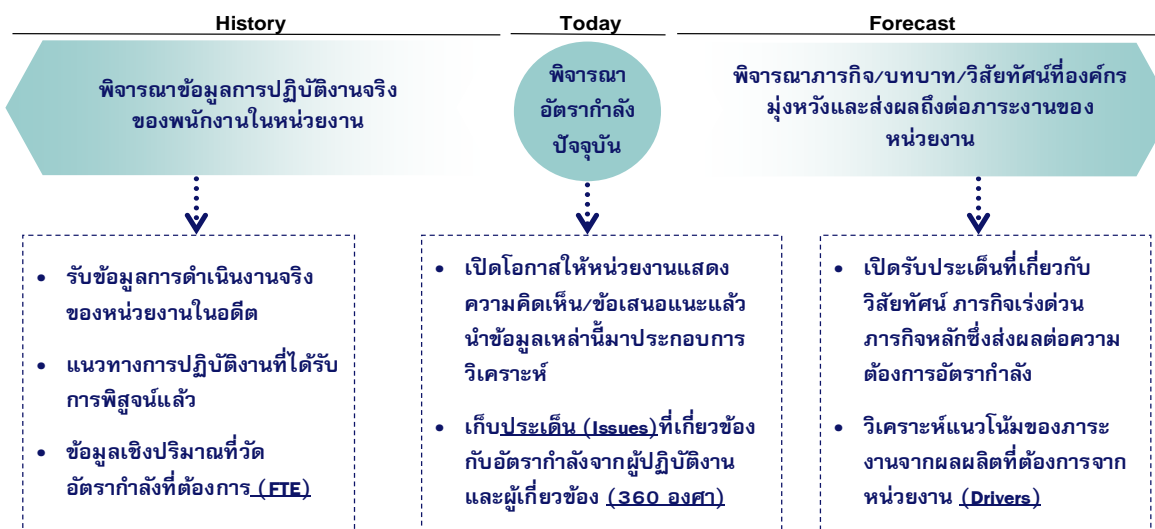 History
Today
Forecast
พิจารณาข้อมูลการปฏิบัติงานจริง
ของพนักงานในหน่วยงาน
พิจารณา
อัตรากำลัง
ปัจจุบัน
พิจารณาภารกิจ/บทบาท/วิสัยทัศน์ที่องค์กร
มุ่งหวังและส่งผลถึงต่อภาระงานของ
หน่วยงาน
• รับข้อมูลการดำเนินงานจริง
ของหน่วยงานในอดีต
• แนวทางการปฏิบัติงานที่ได้รับ
การพิสูจน์แล้ว
• ข้อมูลเชิงปริมาณที่วัด
อัตรากำลังที่ต้องการ (FTE)
• เปิดโอกาสให้หน่วยงานแสดง
ความคิดเห็น/ข้อเสนอแนะแล้ว
นำข้อมูลเหล่านี้มาประกอบการ
วิเคราะห์
• เก็บประเด็น (Issues)ที่เกี่ยวข้อง
กับอัตรากำลังจากผู้ปฏิบัติงาน
และผู้เกี่ยวข้อง (360 องศา)
• เปิดรับประเด็นที่เกี่ยวกับ
วิสัยทัศน์ ภารกิจเร่งด่วน
ภารกิจหลักซึ่งส่งผลต่อความ
ต้องการอัตรากำลัง
• วิเคราะห์แนวโน้มของภาระ
งานจากผลผลิตที่ต้องการจาก
หน่วยงาน (Drivers)